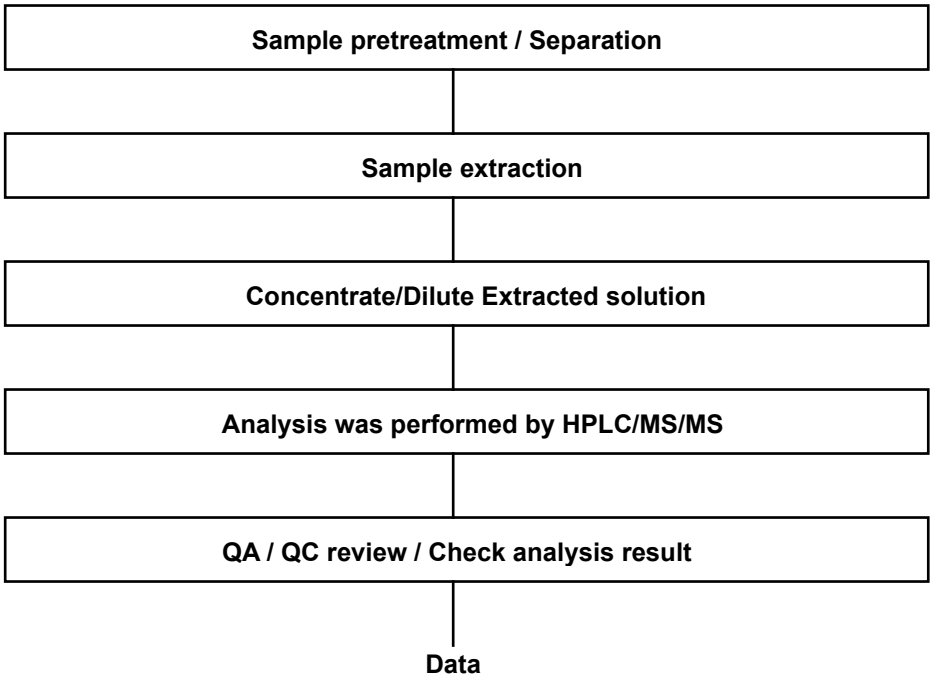 Sample pretreatment / Separation
Sample extraction
Concentrate/Dilute Extracted solution
Analysis was performed by HPLC/MS/MS
QA / QC review / Check analysis result
Data